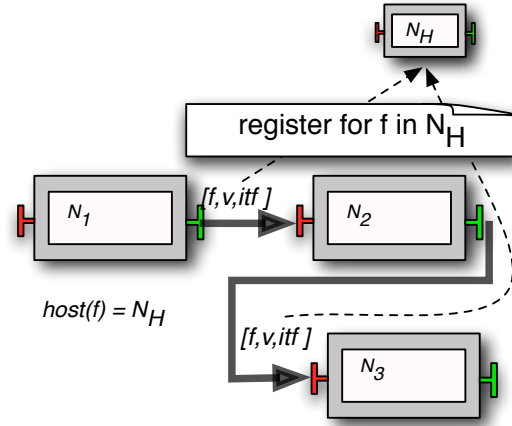 N_H
register for f in N_H
[f,v,itf ]
N_1
N_2
host(f) = N_H
[f,v,itf ]
N_3